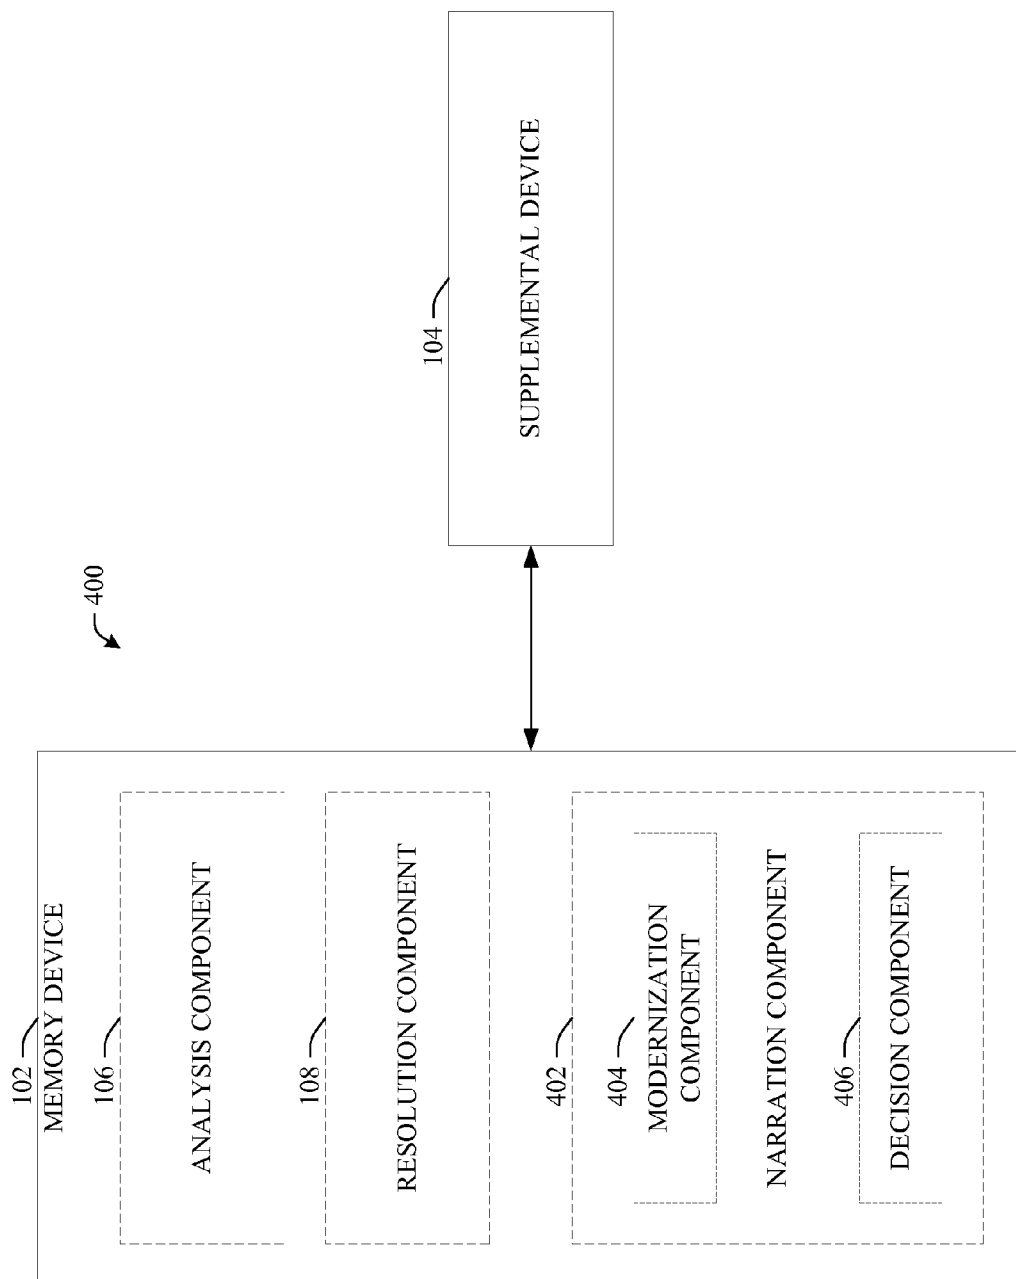 400
102
MEMORY DEVICE
106
ANALYSIS COMPONENT
108
RESOLUTION COMPONENT
402
404
MODERNIZATION
COMPONENT
NARRATION COMPONENT
406
DECISION COMPONENT
104
SUPPLEMENTAL DEVICE